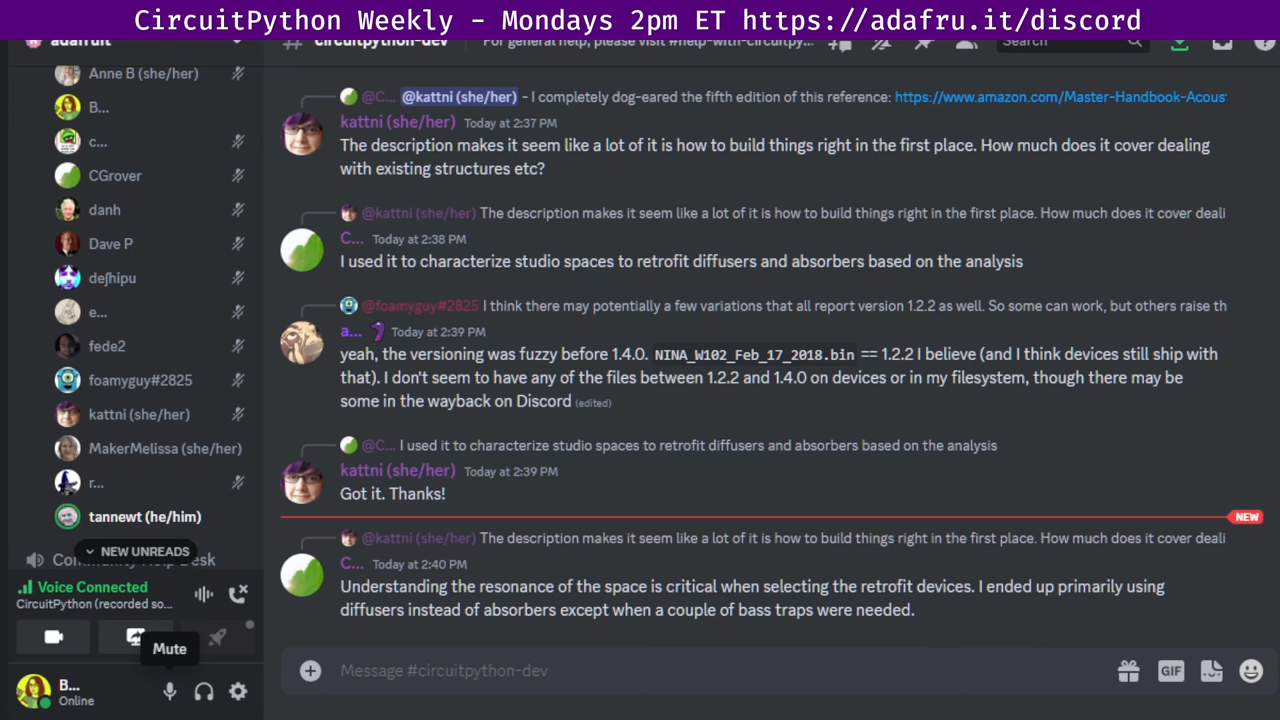 CircuitPython Weekly - Mondays 2pm ET https://adafru.it/discord
adafruit
circuitpython-dev
For general help, please visit #help-with-circuitpy...
Search
Anne B (she/her)
B...
c...
CGrover
danh
Dave P
deʃhipu
e...
fede2
foamyguy#2825
kattni (she/her)
MakerMelissa (she/her)
r...
tannewt (he/him)
NEW UNREADS
Community Help Desk
Voice Connected
CircuitPython (recorded so...
Mute
B...
Online
@C... @kattni (she/her) - I completely dog-eared the fifth edition of this reference: https://www.amazon.com/Master-Handbook-Acous
kattni (she/her) Today at 2:37 PM
The description makes it seem like a lot of it is how to build things right in the first place. How much does it cover dealing
with existing structures etc?
@kattni (she/her) The description makes it seem like a lot of it is how to build things right in the first place. How much does it cover deali
C... Today at 2:38 PM
I used it to characterize studio spaces to retrofit diffusers and absorbers based on the analysis
@foamyguy#2825 I think there may potentially a few variations that all report version 1.2.2 as well. So some can work, but others raise th
a... Today at 2:39 PM
yeah, the versioning was fuzzy before 1.4.0. NINA_W102_Feb_17_2018.bin == 1.2.2 I believe (and I think devices still ship with
that). I don't seem to have any of the files between 1.2.2 and 1.4.0 on devices or in my filesystem, though there may be
some in the wayback on Discord (edited)
@C... I used it to characterize studio spaces to retrofit diffusers and absorbers based on the analysis
kattni (she/her) Today at 2:39 PM
Got it. Thanks!
NEW
@kattni (she/her) The description makes it seem like a lot of it is how to build things right in the first place. How much does it cover deali
C... Today at 2:40 PM
Understanding the resonance of the space is critical when selecting the retrofit devices. I ended up primarily using
diffusers instead of absorbers except when a couple of bass traps were needed.
Message #circuitpython-dev
GIF